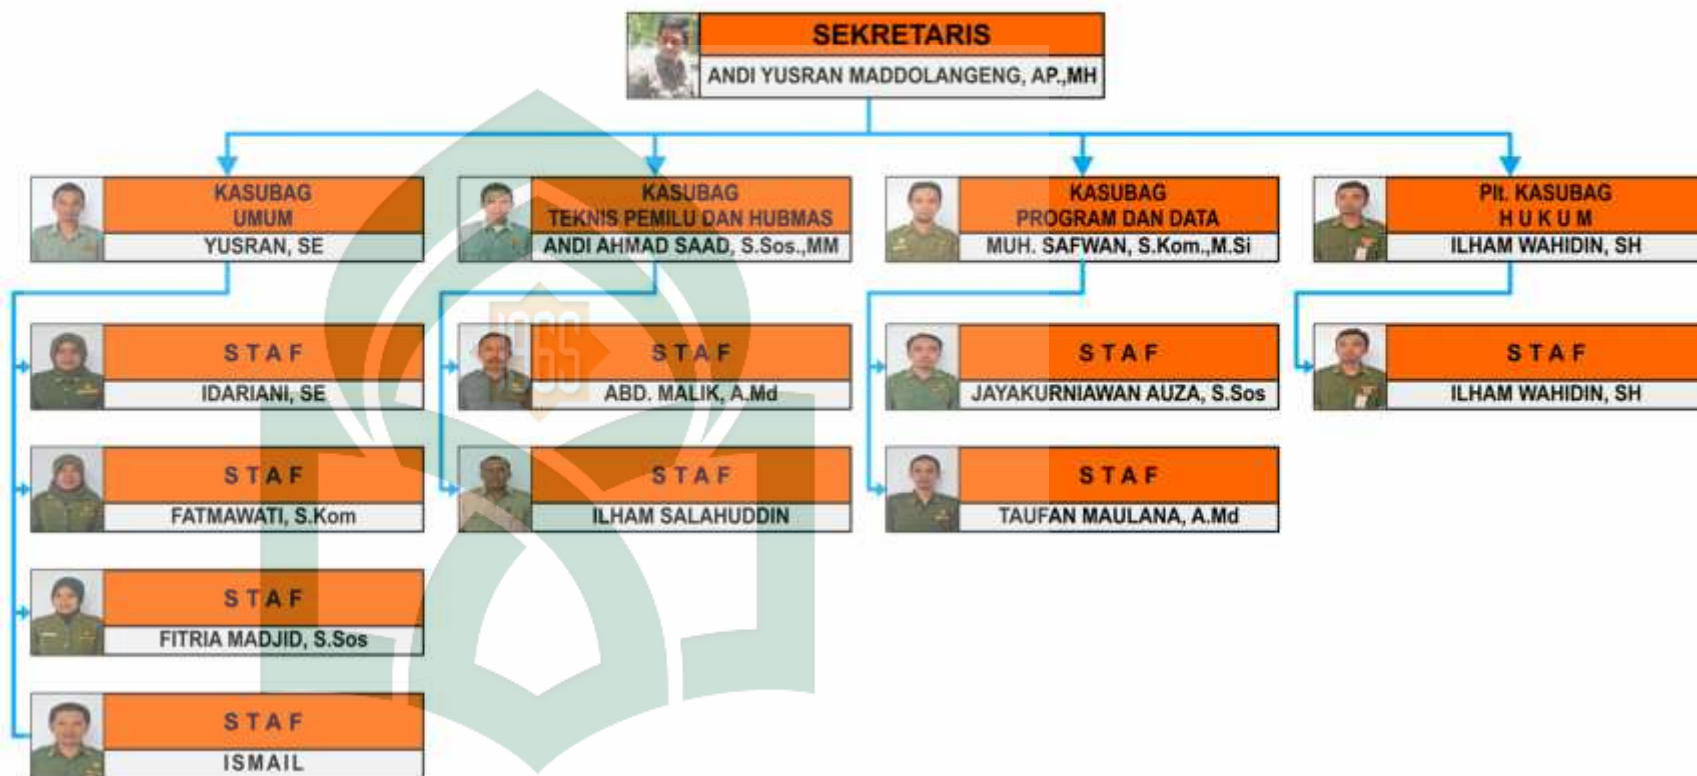 SEKRETARIS
ANDI YUSRAN MADDOLANGENG, AP.,MH
KASUBAG
UMUM
YUSRAN, SE
KASUBAG
TEKNIS PEMILU DAN HUBMAS
ANDI AHMAD SAAD, S.Sos.,MM
KASUBAG
PROGRAM DAN DATA
MUH. SAFWAN, S.Kom.,M.Si
Plt. KASUBAG
H U K U M
ILHAM WAHIDIN, SH
S T A F
IDARIANI, SE
S T A F
ABD. MALIK, A.Md
S T A F
JAYAKURNIAWAN AUZA, S.Sos
S T A F
ILHAM WAHIDIN, SH
S T A F
FATMAWATI, S.Kom
S T A F
ILHAM SALAHUDDIN
S T A F
TAUFAN MAULANA, A.Md
S T A F
FITRIA MADJID, S.Sos
S T A F
ISMAIL
1965